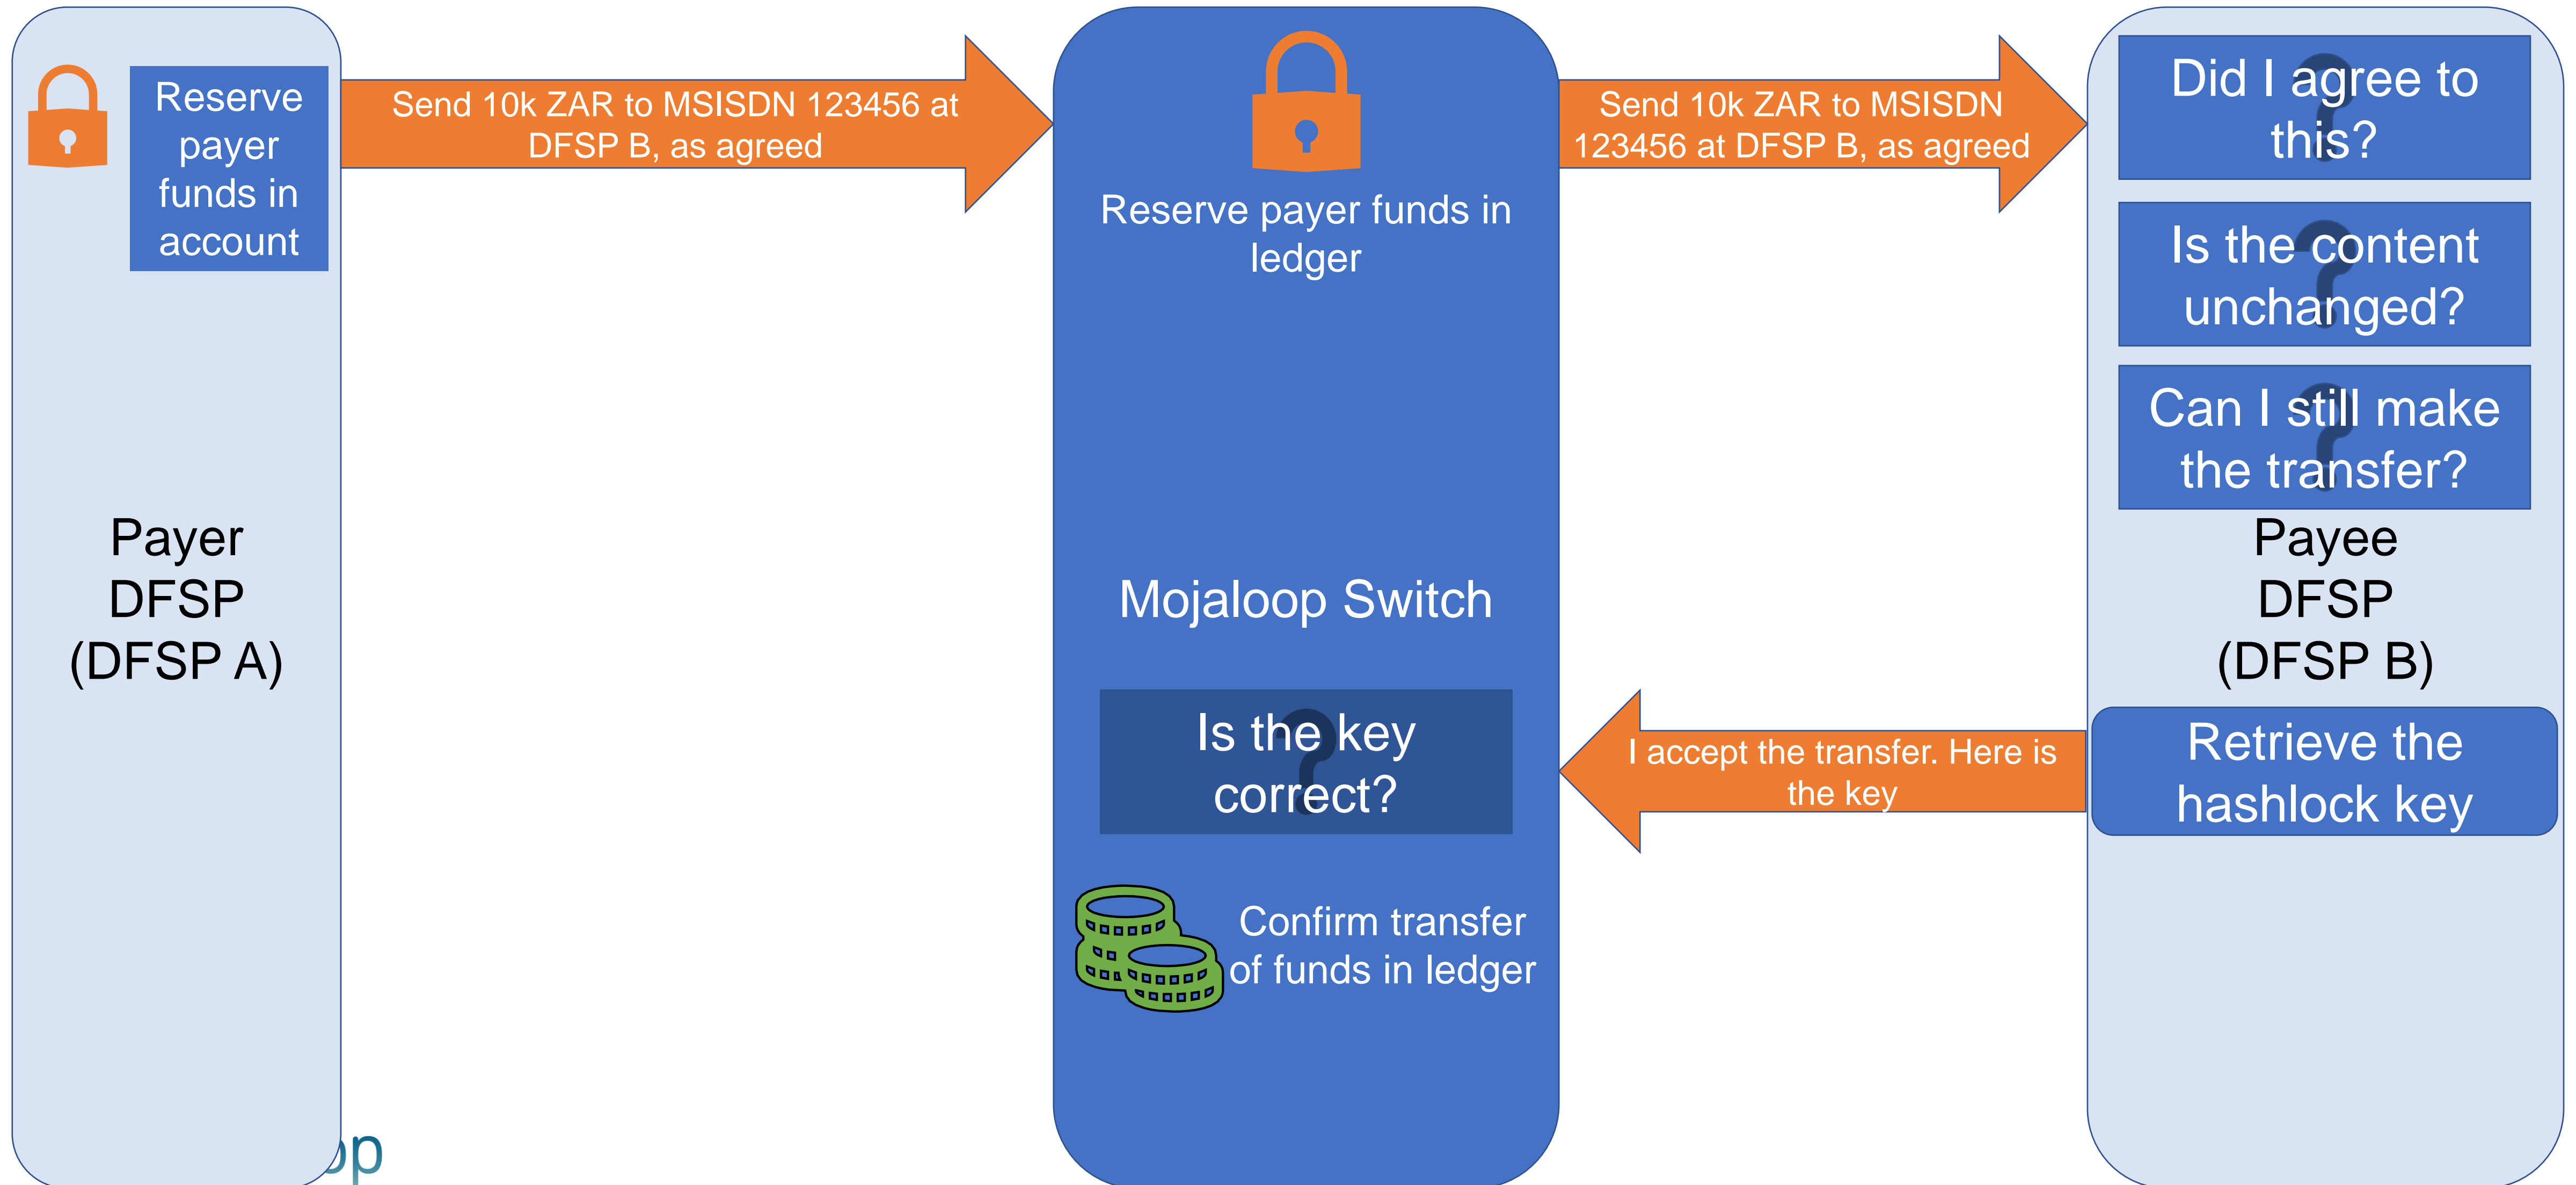 Reserve
payer
funds in
account
Send 10k ZAR to MSISDN 123456 at
DFSP B, as agreed
Reserve payer funds in
ledger
Send 10k ZAR to MSISDN
123456 at DFSP B, as agreed
Did I agree to
this?
Is the content
unchanged?
Can I still make
the transfer?
Payer
DFSP
(DFSP A)
Mojaloop Switch
Payee
DFSP
(DFSP B)
Is the key
correct?
I accept the transfer. Here is
the key
Retrieve the
hashlock key
Confirm transfer
of funds in ledger